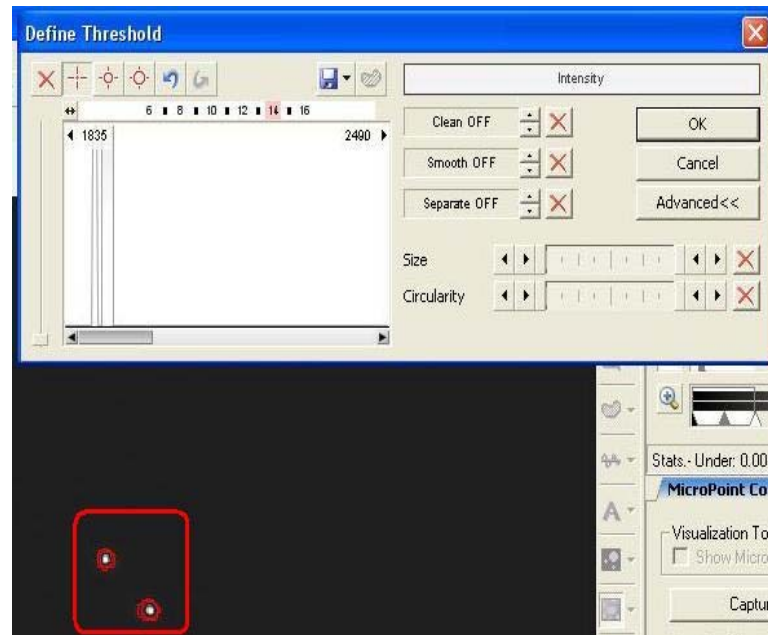 Define Threshold
Intensity
6 8 10 12 14 16
1835 2490
Clean OFF
OK
Smooth OFF
Cancel
Separate OFF
Advanced<<
Size
Circularity
Stats.- Under: 0.00
MicroPoint Co
Visualization To
Show Micro
Captur